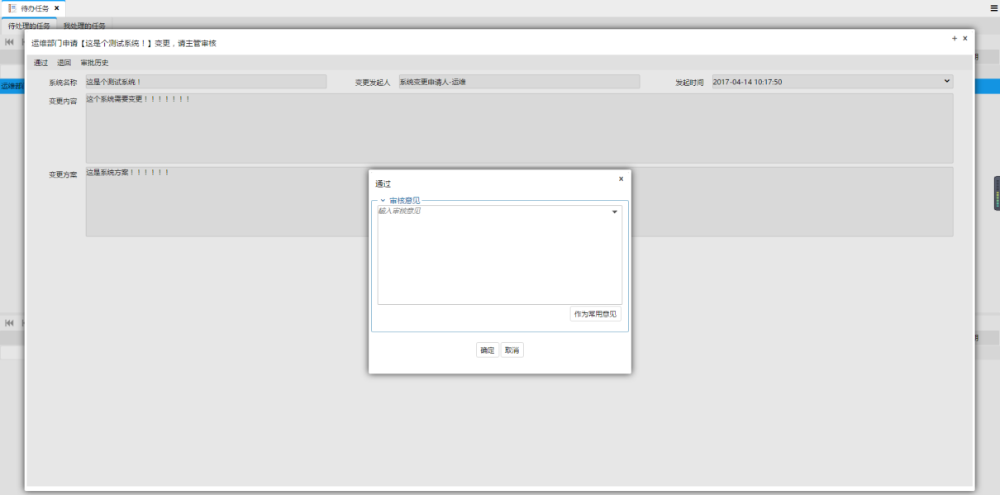 待办任务
待处理的任务 我处理的任务
运维部门申请【这是个测试系统！】变更，请主管审核
通过 退回 审批历史
系统名称 这是个测试系统！ 变更发起人 系统变更申请人-运维 发起时间 2017-04-14 10:17:50
变更内容 这个系统需要变更！！！！！！！
运维部
变更方案 这是系统方案！！！！！！
通过
审核意见
输入审核意见
作为常用意见
确定 取消